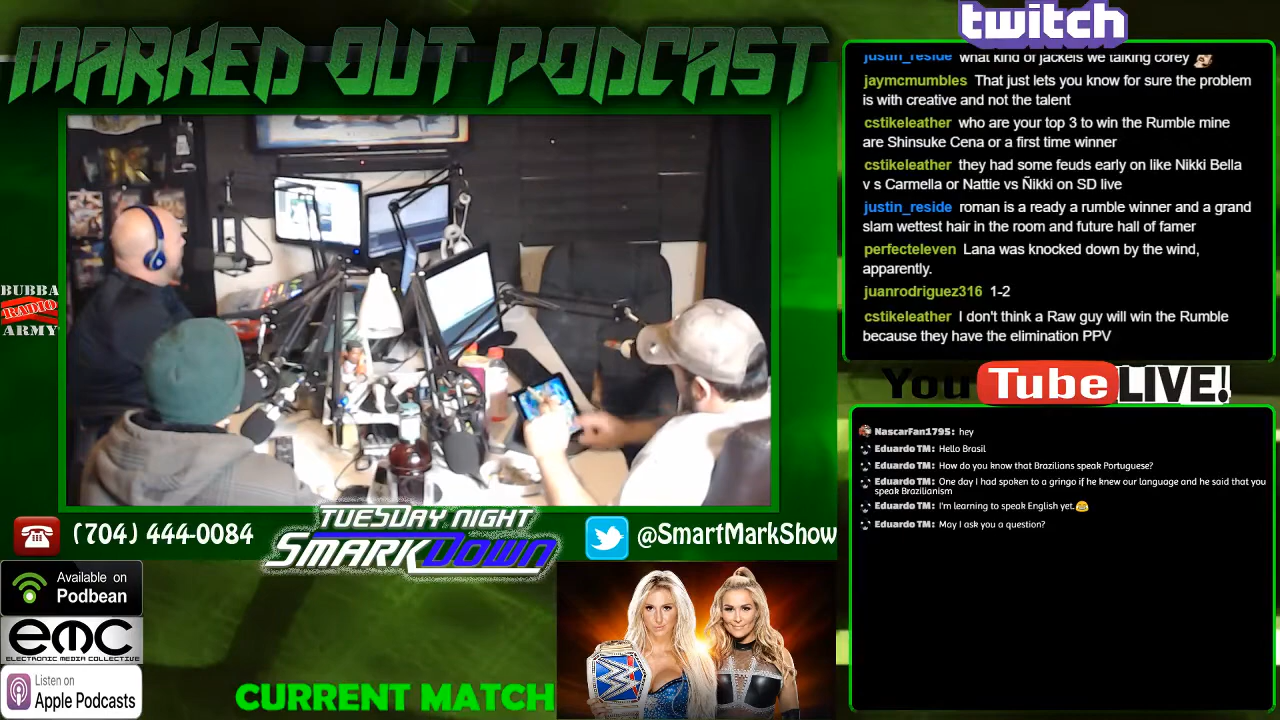 MARKED OUT PODCAST
twitch
justin_reside what kind of jackets we talking corey
jaymcmumbles That just lets you know for sure the problem
is with creative and not the talent
cstikeleather who are your top 3 to win the Rumble mine
are Shinsuke Cena or a first time winner
cstikeleather they had some feuds early on like Nikki Bella
v s Carmella or Nattie vs Ñikki on SD live
justin_reside roman is a ready a rumble winner and a grand
slam wettest hair in the room and future hall of famer
perfecteleven Lana was knocked down by the wind,
apparently.
juanrodriguez316 1-2
cstikeleather I don't think a Raw guy will win the Rumble
because they have the elimination PPV
BUBBA
RADIO
ARMY
You Tube LIVE!
NascarFan1795: hey
Eduardo TM: Hello Brasil
Eduardo TM: How do you know that Brazilians speak Portuguese?
Eduardo TM: One day I had spoken to a gringo if he knew our language and he said that you
speak Brazilianism
Eduardo TM: I'm learning to speak English yet.😂
Eduardo TM: May I ask you a question?
(704) 444-0084
TUESDAY NIGHT
SMARKDOWN
@SmartMarkShow
Available on
Podbean
emc
ELECTRONIC MEDIA COLLECTIVE
Listen on
Apple Podcasts
CURRENT MATCH